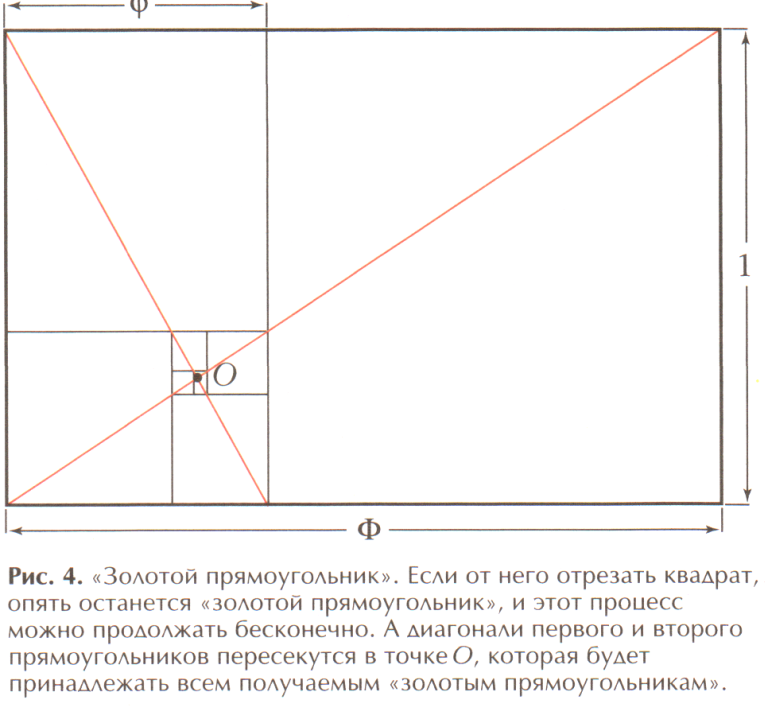 φ
1
O
Φ
Рис. 4. «Золотой прямоугольник». Если от него отрезать квадрат,
опять останется «золотой прямоугольник», и этот процесс
можно продолжать бесконечно. А диагонали первого и второго
прямоугольников пересекутся в точке O, которая будет
принадлежать всем получаемым «золотым прямоугольникам».